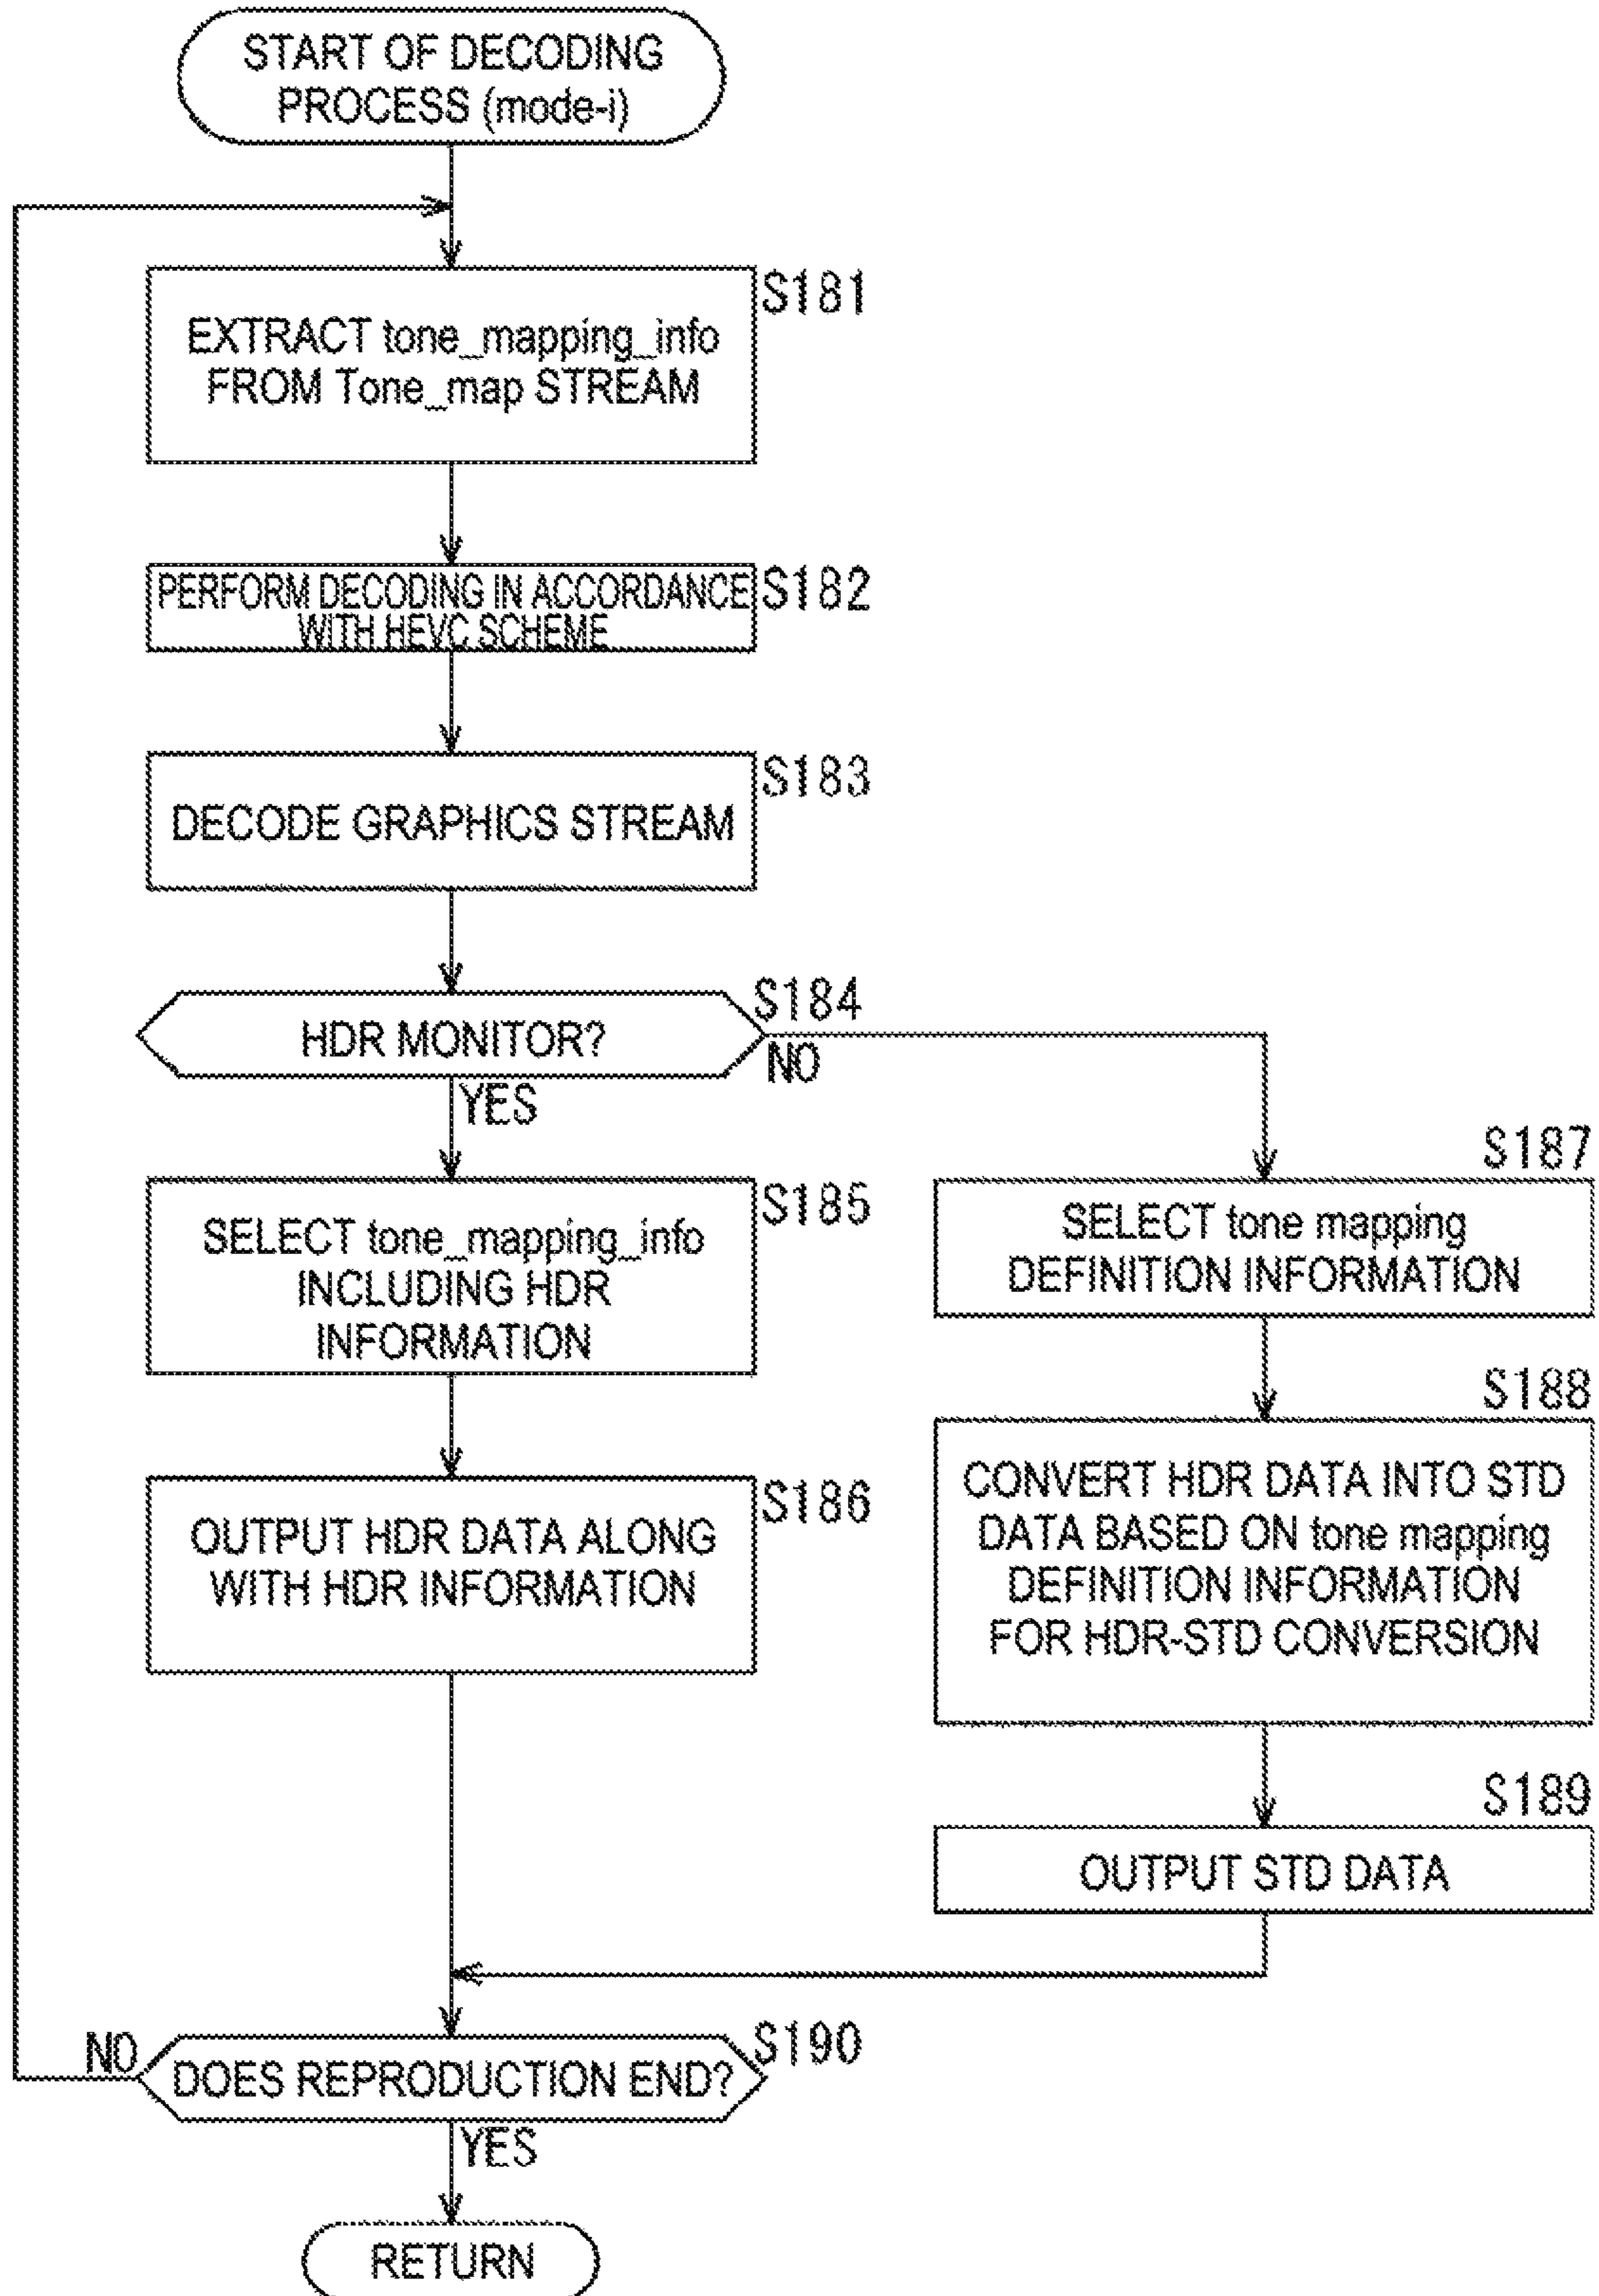 START OF DECODING
PROCESS (mode-i)
S181
EXTRACT tone_mapping_info
FROM Tone_map STREAM
S182
PERFORM DECODING IN ACCORDANCE
WITH HEVC SCHEME
S183
DECODE GRAPHICS STREAM
S184
HDR MONITOR?
NO
YES
S185
SELECT tone_mapping_info
INCLUDING HDR
INFORMATION
S186
OUTPUT HDR DATA ALONG
WITH HDR INFORMATION
S187
SELECT tone mapping
DEFINITION INFORMATION
S188
CONVERT HDR DATA INTO STD
DATA BASED ON tone mapping
DEFINITION INFORMATION
FOR HDR-STD CONVERSION
S189
OUTPUT STD DATA
S190
NO
DOES REPRODUCTION END?
YES
RETURN